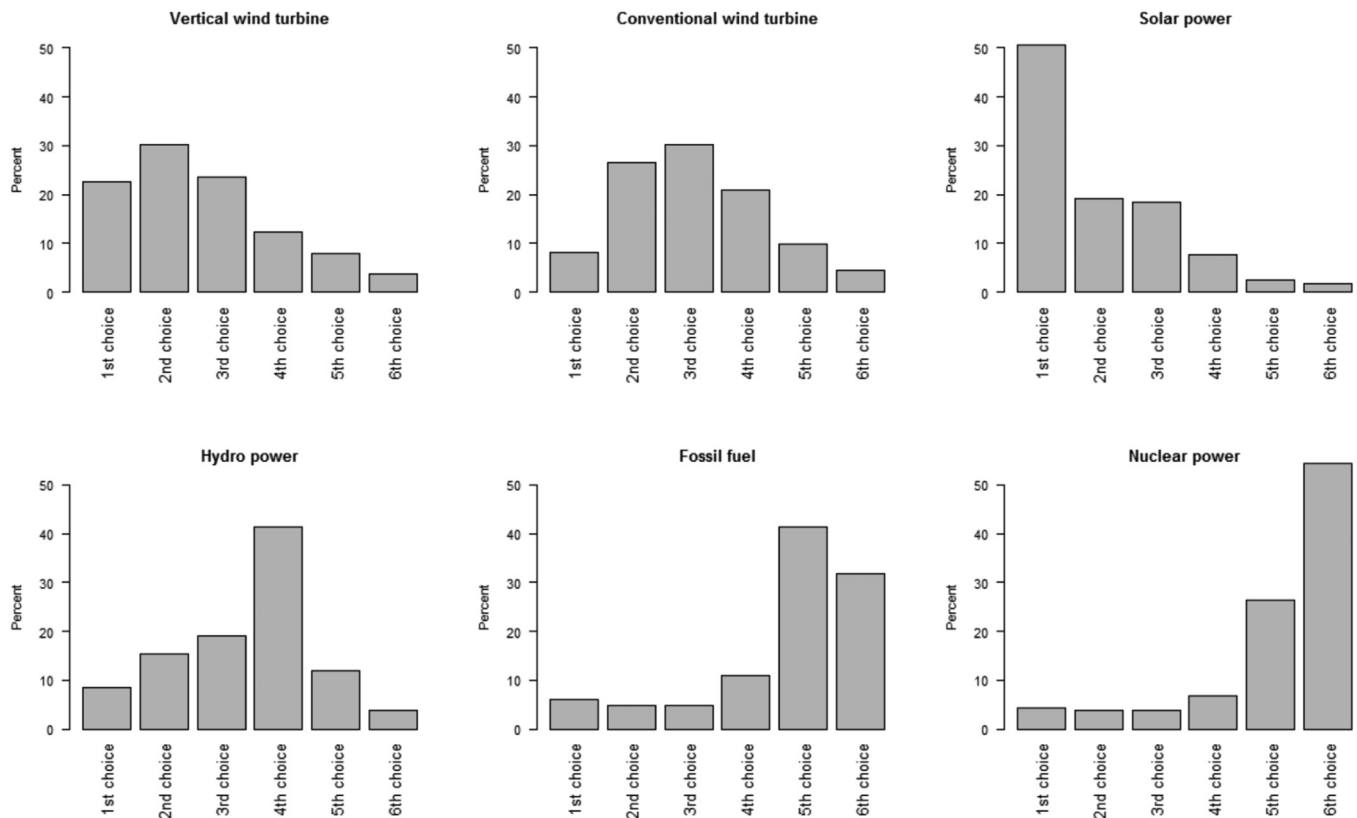 Vertical wind turbine
Percent
50
40
30
20
10
0
1st choice
2nd choice
3rd choice
4th choice
5th choice
6th choice
Conventional wind turbine
Percent
50
40
30
20
10
0
1st choice
2nd choice
3rd choice
4th choice
5th choice
6th choice
Solar power
Percent
50
40
30
20
10
0
1st choice
2nd choice
3rd choice
4th choice
5th choice
6th choice
Hydro power
Percent
50
40
30
20
10
0
1st choice
2nd choice
3rd choice
4th choice
5th choice
6th choice
Fossil fuel
Percent
50
40
30
20
10
0
1st choice
2nd choice
3rd choice
4th choice
5th choice
6th choice
Nuclear power
Percent
50
40
30
20
10
0
1st choice
2nd choice
3rd choice
4th choice
5th choice
6th choice